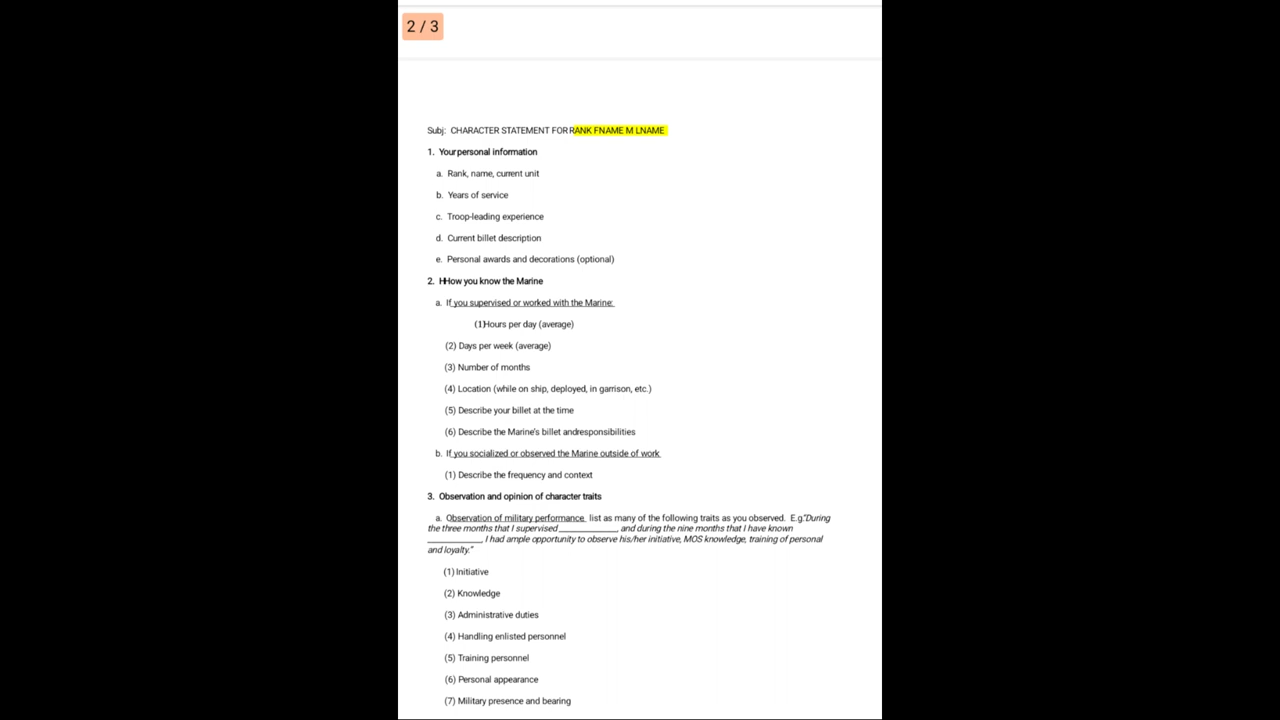 2 / 3
Subj: CHARACTER STATEMENT FOR RANK FNAME M LNAME
1. Your personal information
a. Rank, name, current unit
b. Years of service
c. Troop-leading experience
d. Current billet description
e. Personal awards and decorations (optional)
2. HHow you know the Marine
a. If you supervised or worked with the Marine:
(1)Hours per day (average)
(2) Days per week (average)
(3) Number of months
(4) Location (while on ship, deployed, in garrison, etc.)
(5) Describe your billet at the time
(6) Describe the Marine's billet andresponsibilities
b. If you socialized or observed the Marine outside of work
(1) Describe the frequency and context
3. Observation and opinion of character traits
a. Observation of military performance list as many of the following traits as you observed. E.g."During
the three months that I supervised ____________, and during the nine months that I have known
___________, I had ample opportunity to observe his/her initiative, MOS knowledge, training of personal
and loyalty."
(1) Initiative
(2) Knowledge
(3) Administrative duties
(4) Handling enlisted personnel
(5) Training personnel
(6) Personal appearance
(7) Military presence and bearing